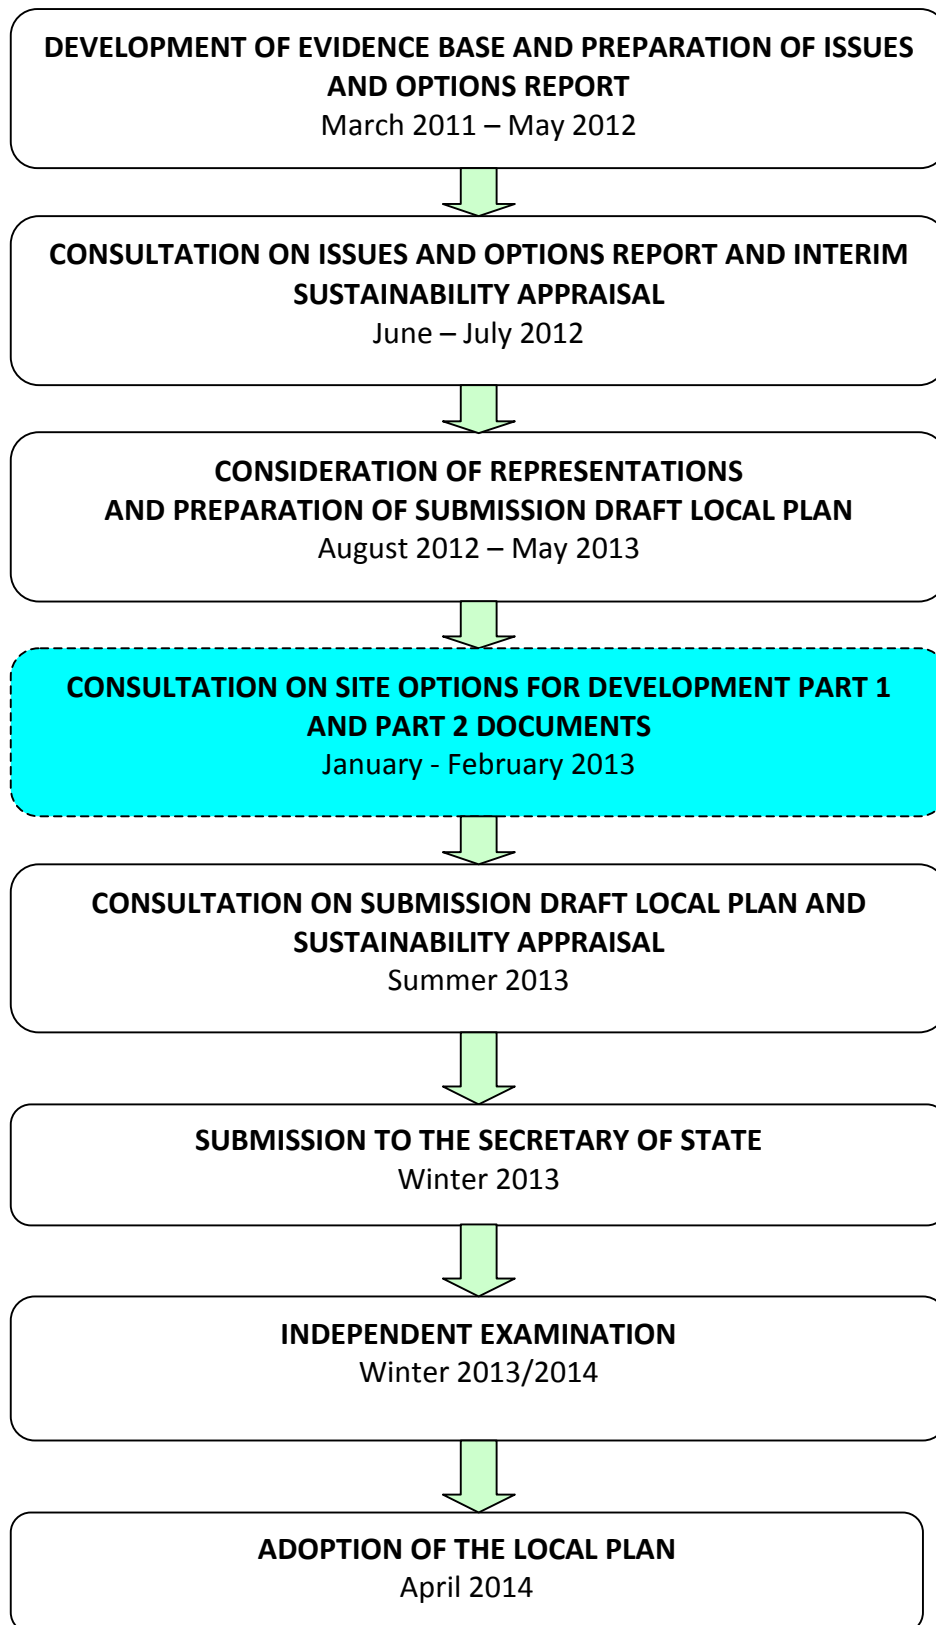 DEVELOPMENT OF EVIDENCE BASE AND PREPARATION OF ISSUES
AND OPTIONS REPORT
March 2011 – May 2012
CONSULTATION ON ISSUES AND OPTIONS REPORT AND INTERIM
SUSTAINABILITY APPRAISAL
June – July 2012
CONSIDERATION OF REPRESENTATIONS
AND PREPARATION OF SUBMISSION DRAFT LOCAL PLAN
August 2012 – May 2013
CONSULTATION ON SITE OPTIONS FOR DEVELOPMENT PART 1
AND PART 2 DOCUMENTS
January - February 2013
CONSULTATION ON SUBMISSION DRAFT LOCAL PLAN AND
SUSTAINABILITY APPRAISAL
Summer 2013
SUBMISSION TO THE SECRETARY OF STATE
Winter 2013
INDEPENDENT EXAMINATION
Winter 2013/2014
ADOPTION OF THE LOCAL PLAN
April 2014